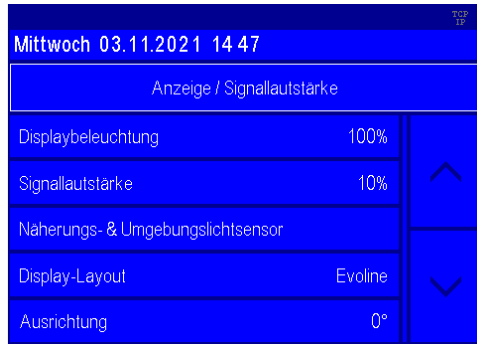 TCP
IP
Mittwoch 03.11.2021 14 47
Anzeige / Signallautstärke
Displaybeleuchtung 100%
Signallautstärke 10%
Näherungs- & Umgebungslichtsensor
Display-Layout Evoline
Ausrichtung 0°